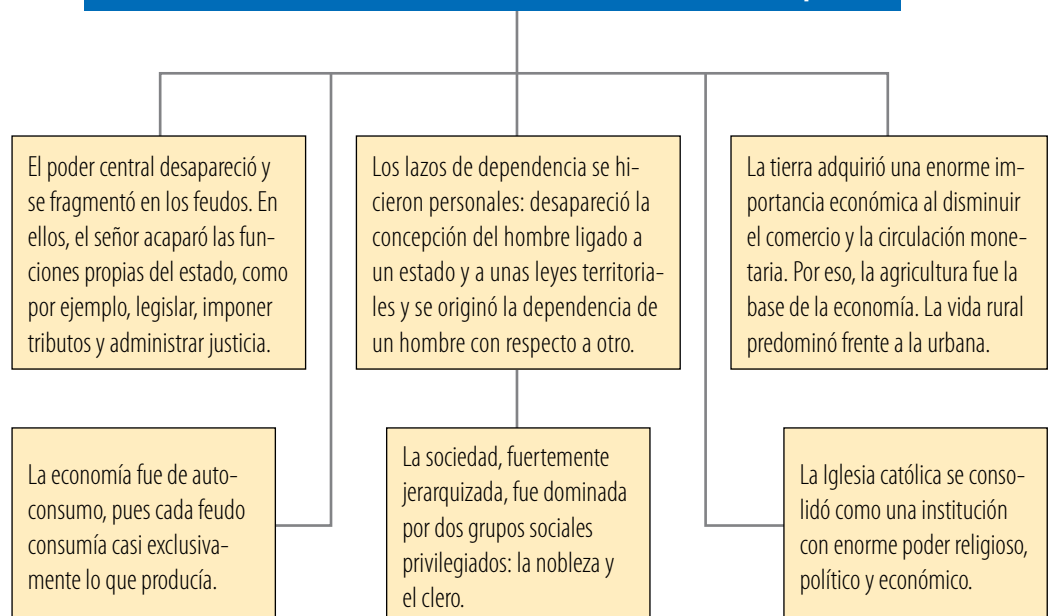 El poder central desapareció y
se fragmentó en los feudos. En
ellos, el señor acaparó las fun-
ciones propias del estado, como
por ejemplo, legislar, imponer
tributos y administrar justicia.
Los lazos de dependencia se hi-
cieron personales: desapareció la
concepción del hombre ligado a
un estado y a unas leyes territoria-
les y se originó la dependencia de
un hombre con respecto a otro.
La tierra adquirió una enorme im-
portancia económica al disminuir
el comercio y la circulación mone-
taria. Por eso, la agricultura fue la
base de la economía. La vida rural
predominó frente a la urbana.
La economía fue de auto-
consumo, pues cada feudo
consumía casi exclusiva-
mente lo que producía.
La sociedad, fuertemente
jerarquizada, fue dominada
por dos grupos sociales
privilegiados: la nobleza y
el clero.
La Iglesia católica se conso-
lidó como una institución
con enorme poder religioso,
político y económico.